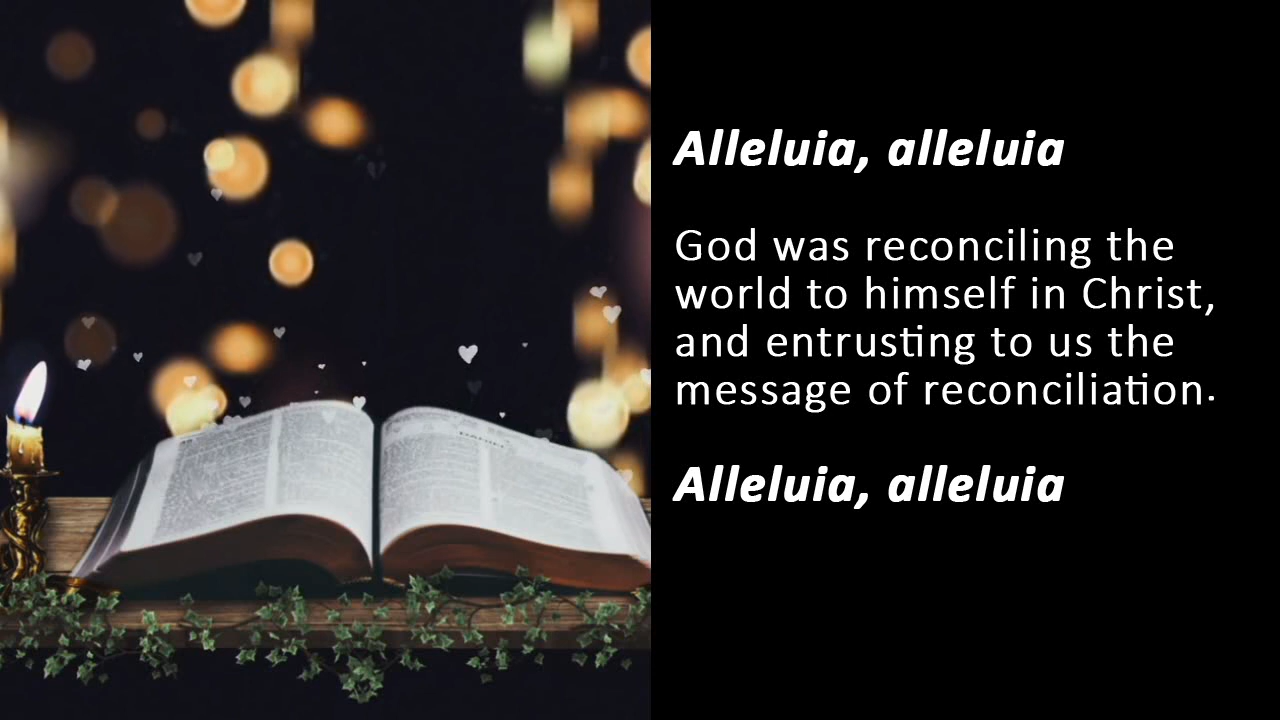 Alleluia, alleluia
God was reconciling the
world to himself in Christ,
and entrusting to us the
message of reconciliation.
Alleluia, alleluia